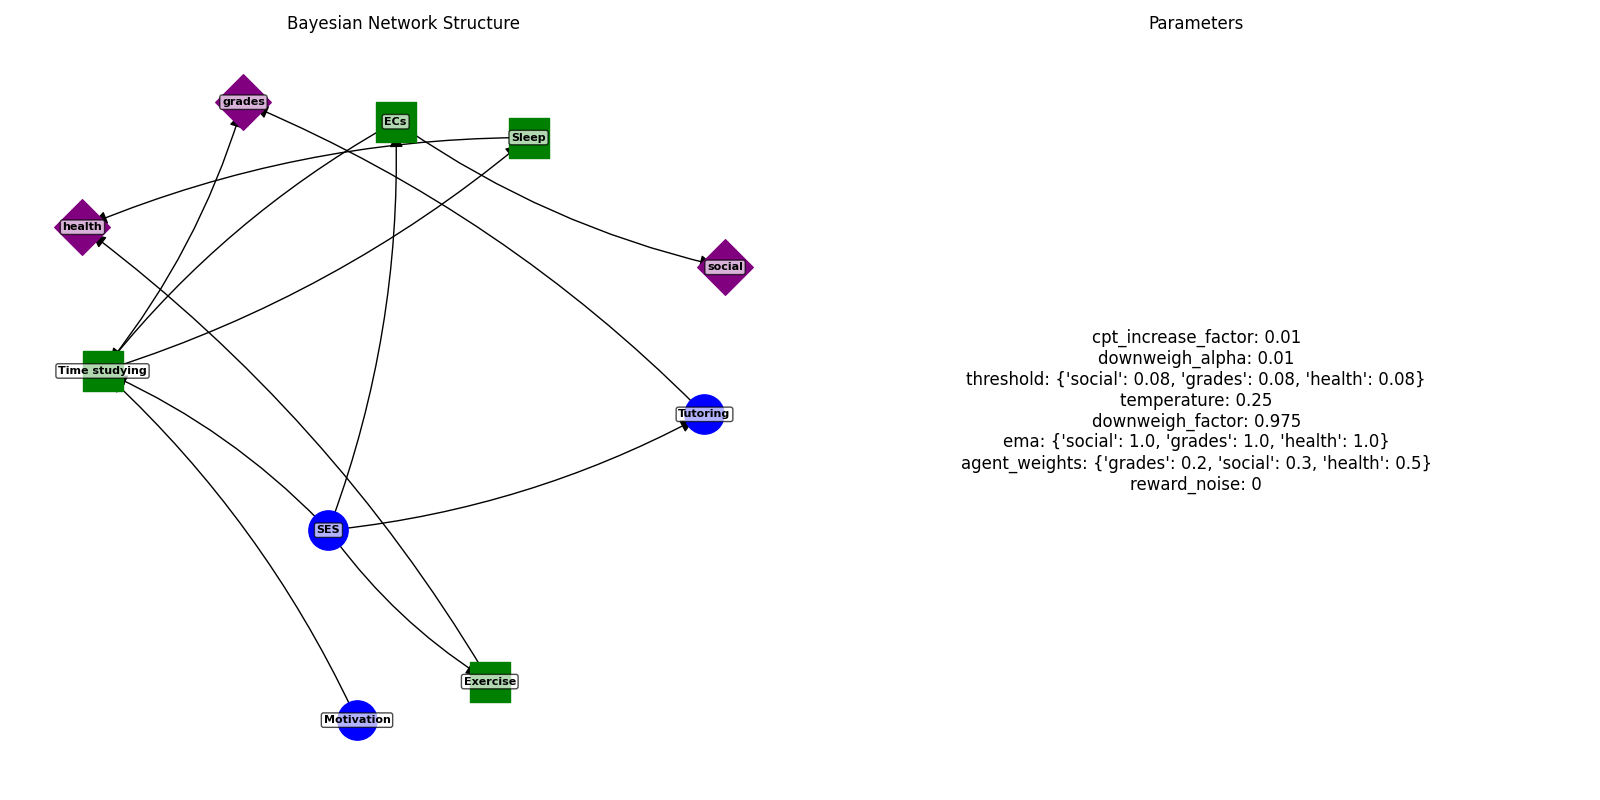 Bayesian Network Structure
grades
ECs
Sleep
health
social
Time studying
Tutoring
SES
Exercise
Motivation
Parameters
cpt_increase_factor: 0.01
downweigh_alpha: 0.01
threshold: {'social': 0.08, 'grades': 0.08, 'health': 0.08}
temperature: 0.25
downweigh_factor: 0.975
ema: {'social': 1.0, 'grades': 1.0, 'health': 1.0}
agent_weights: {'grades': 0.2, 'social': 0.3, 'health': 0.5}
reward_noise: 0